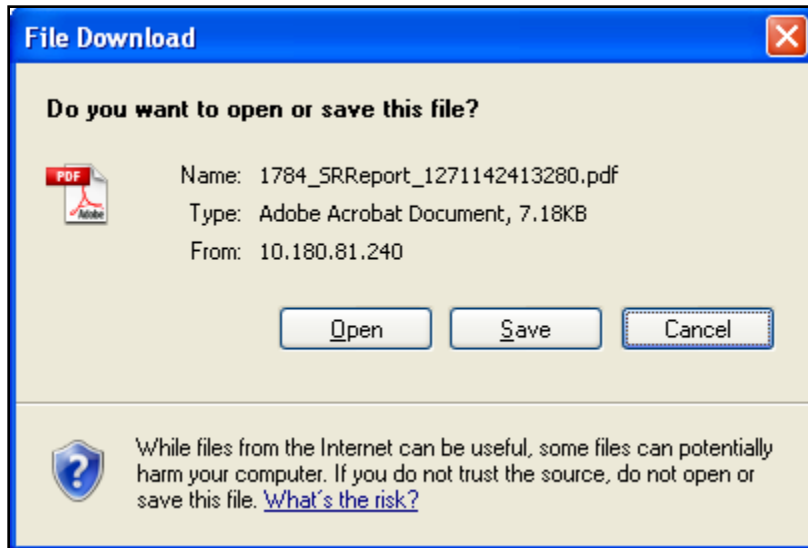 File Download
Do you want to open or save this file?
PDF
Adobe
Name: 1784_SRReport_1271142413280.pdf
Type: Adobe Acrobat Document, 7.18KB
From: 10.180.81.240
Open Save Cancel
While files from the Internet can be useful, some files can potentially
harm your computer. If you do not trust the source, do not open or
save this file. What's the risk?